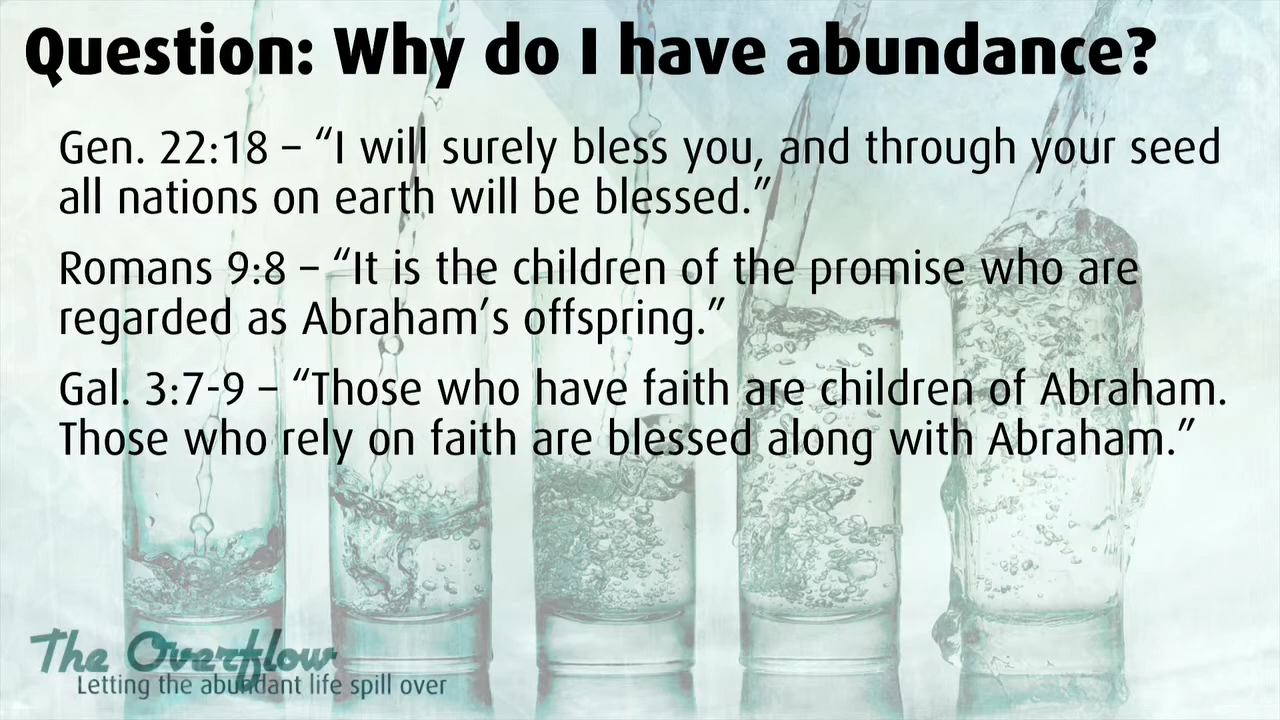 Question: Why do I have abundance?
Gen. 22:18 – “I will surely bless you, and through your seed
all nations on earth will be blessed.”
Romans 9:8 – “It is the children of the promise who are
regarded as Abraham’s offspring.”
Gal. 3:7-9 – “Those who have faith are children of Abraham.
Those who rely on faith are blessed along with Abraham.”
The Overflow
Letting the abundant life spill over